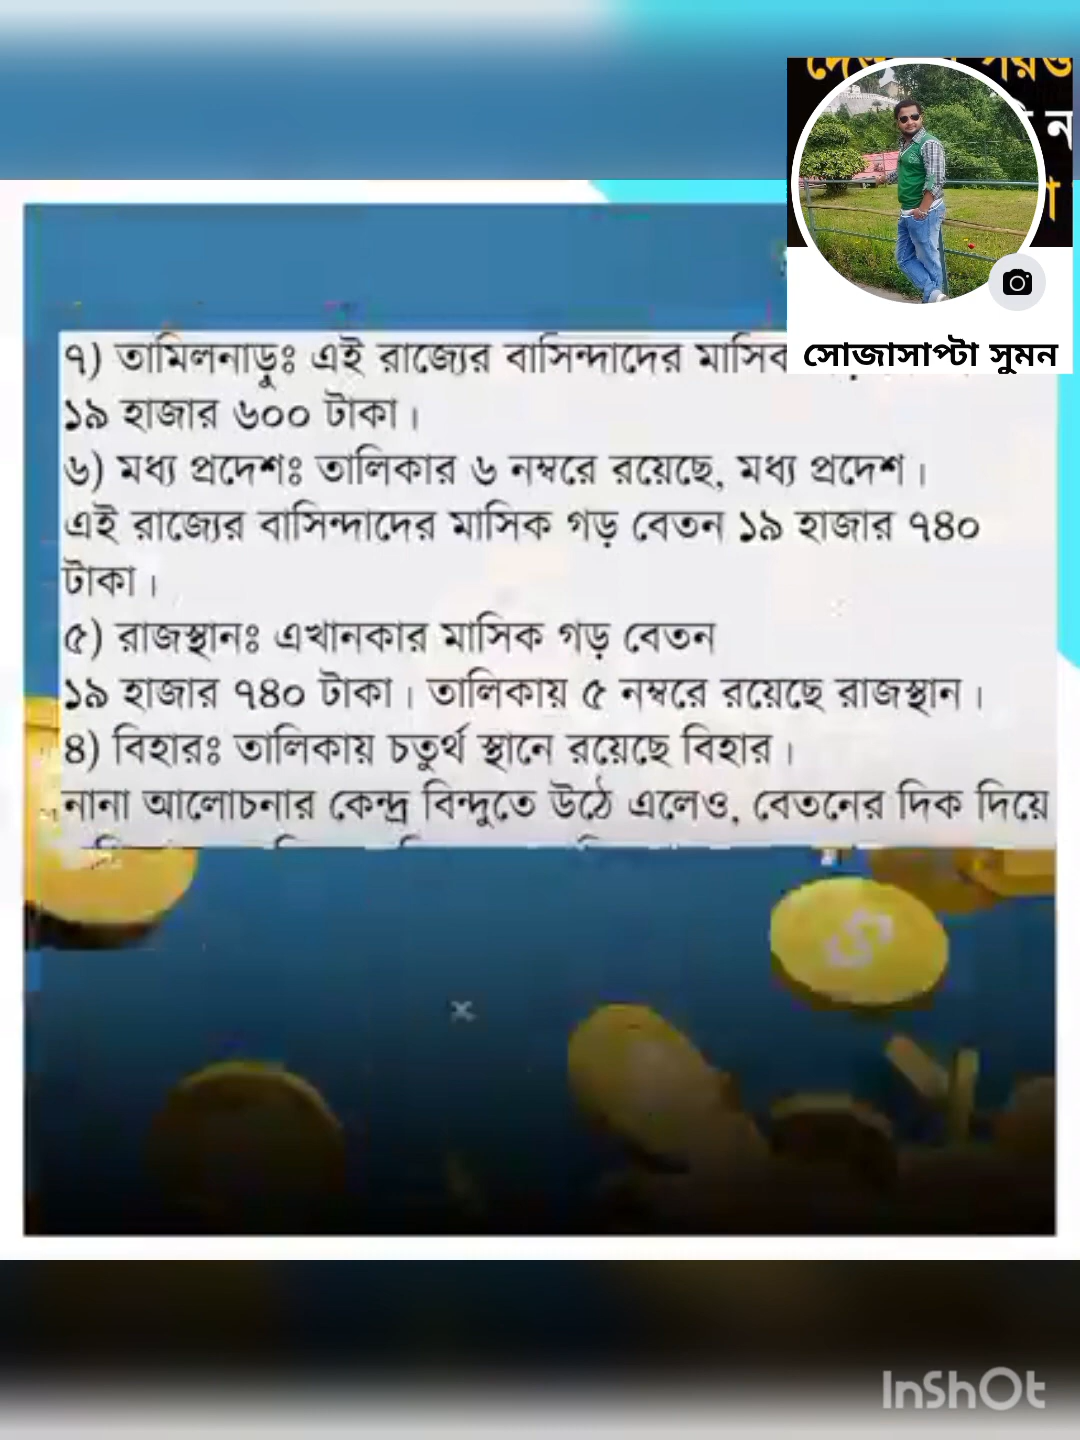 ন
সোজাসাপ্টা সুমন
৭) তামিলনাড়ুঃ এই রাজ্যের বাসিন্দাদের মাসিক
১৯ হাজার ৬০০ টাকা।
৬) মধ্য প্রদেশঃ তালিকার ৬ নম্বরে রয়েছে, মধ্য প্রদেশ।
এই রাজ্যের বাসিন্দাদের মাসিক গড় বেতন ১৯ হাজার ৭৪০
টাকা।
৫) রাজস্থানঃ এখানকার মাসিক গড় বেতন
১৯ হাজার ৭৪০ টাকা। তালিকায় ৫ নম্বরে রয়েছে রাজস্থান।
৪) বিহারঃ তালিকায় চতুর্থ স্থানে রয়েছে বিহার।
নানা আলোচনার কেন্দ্র বিন্দুতে উঠে এলেও, বেতনের দিক দিয়ে
InShOt